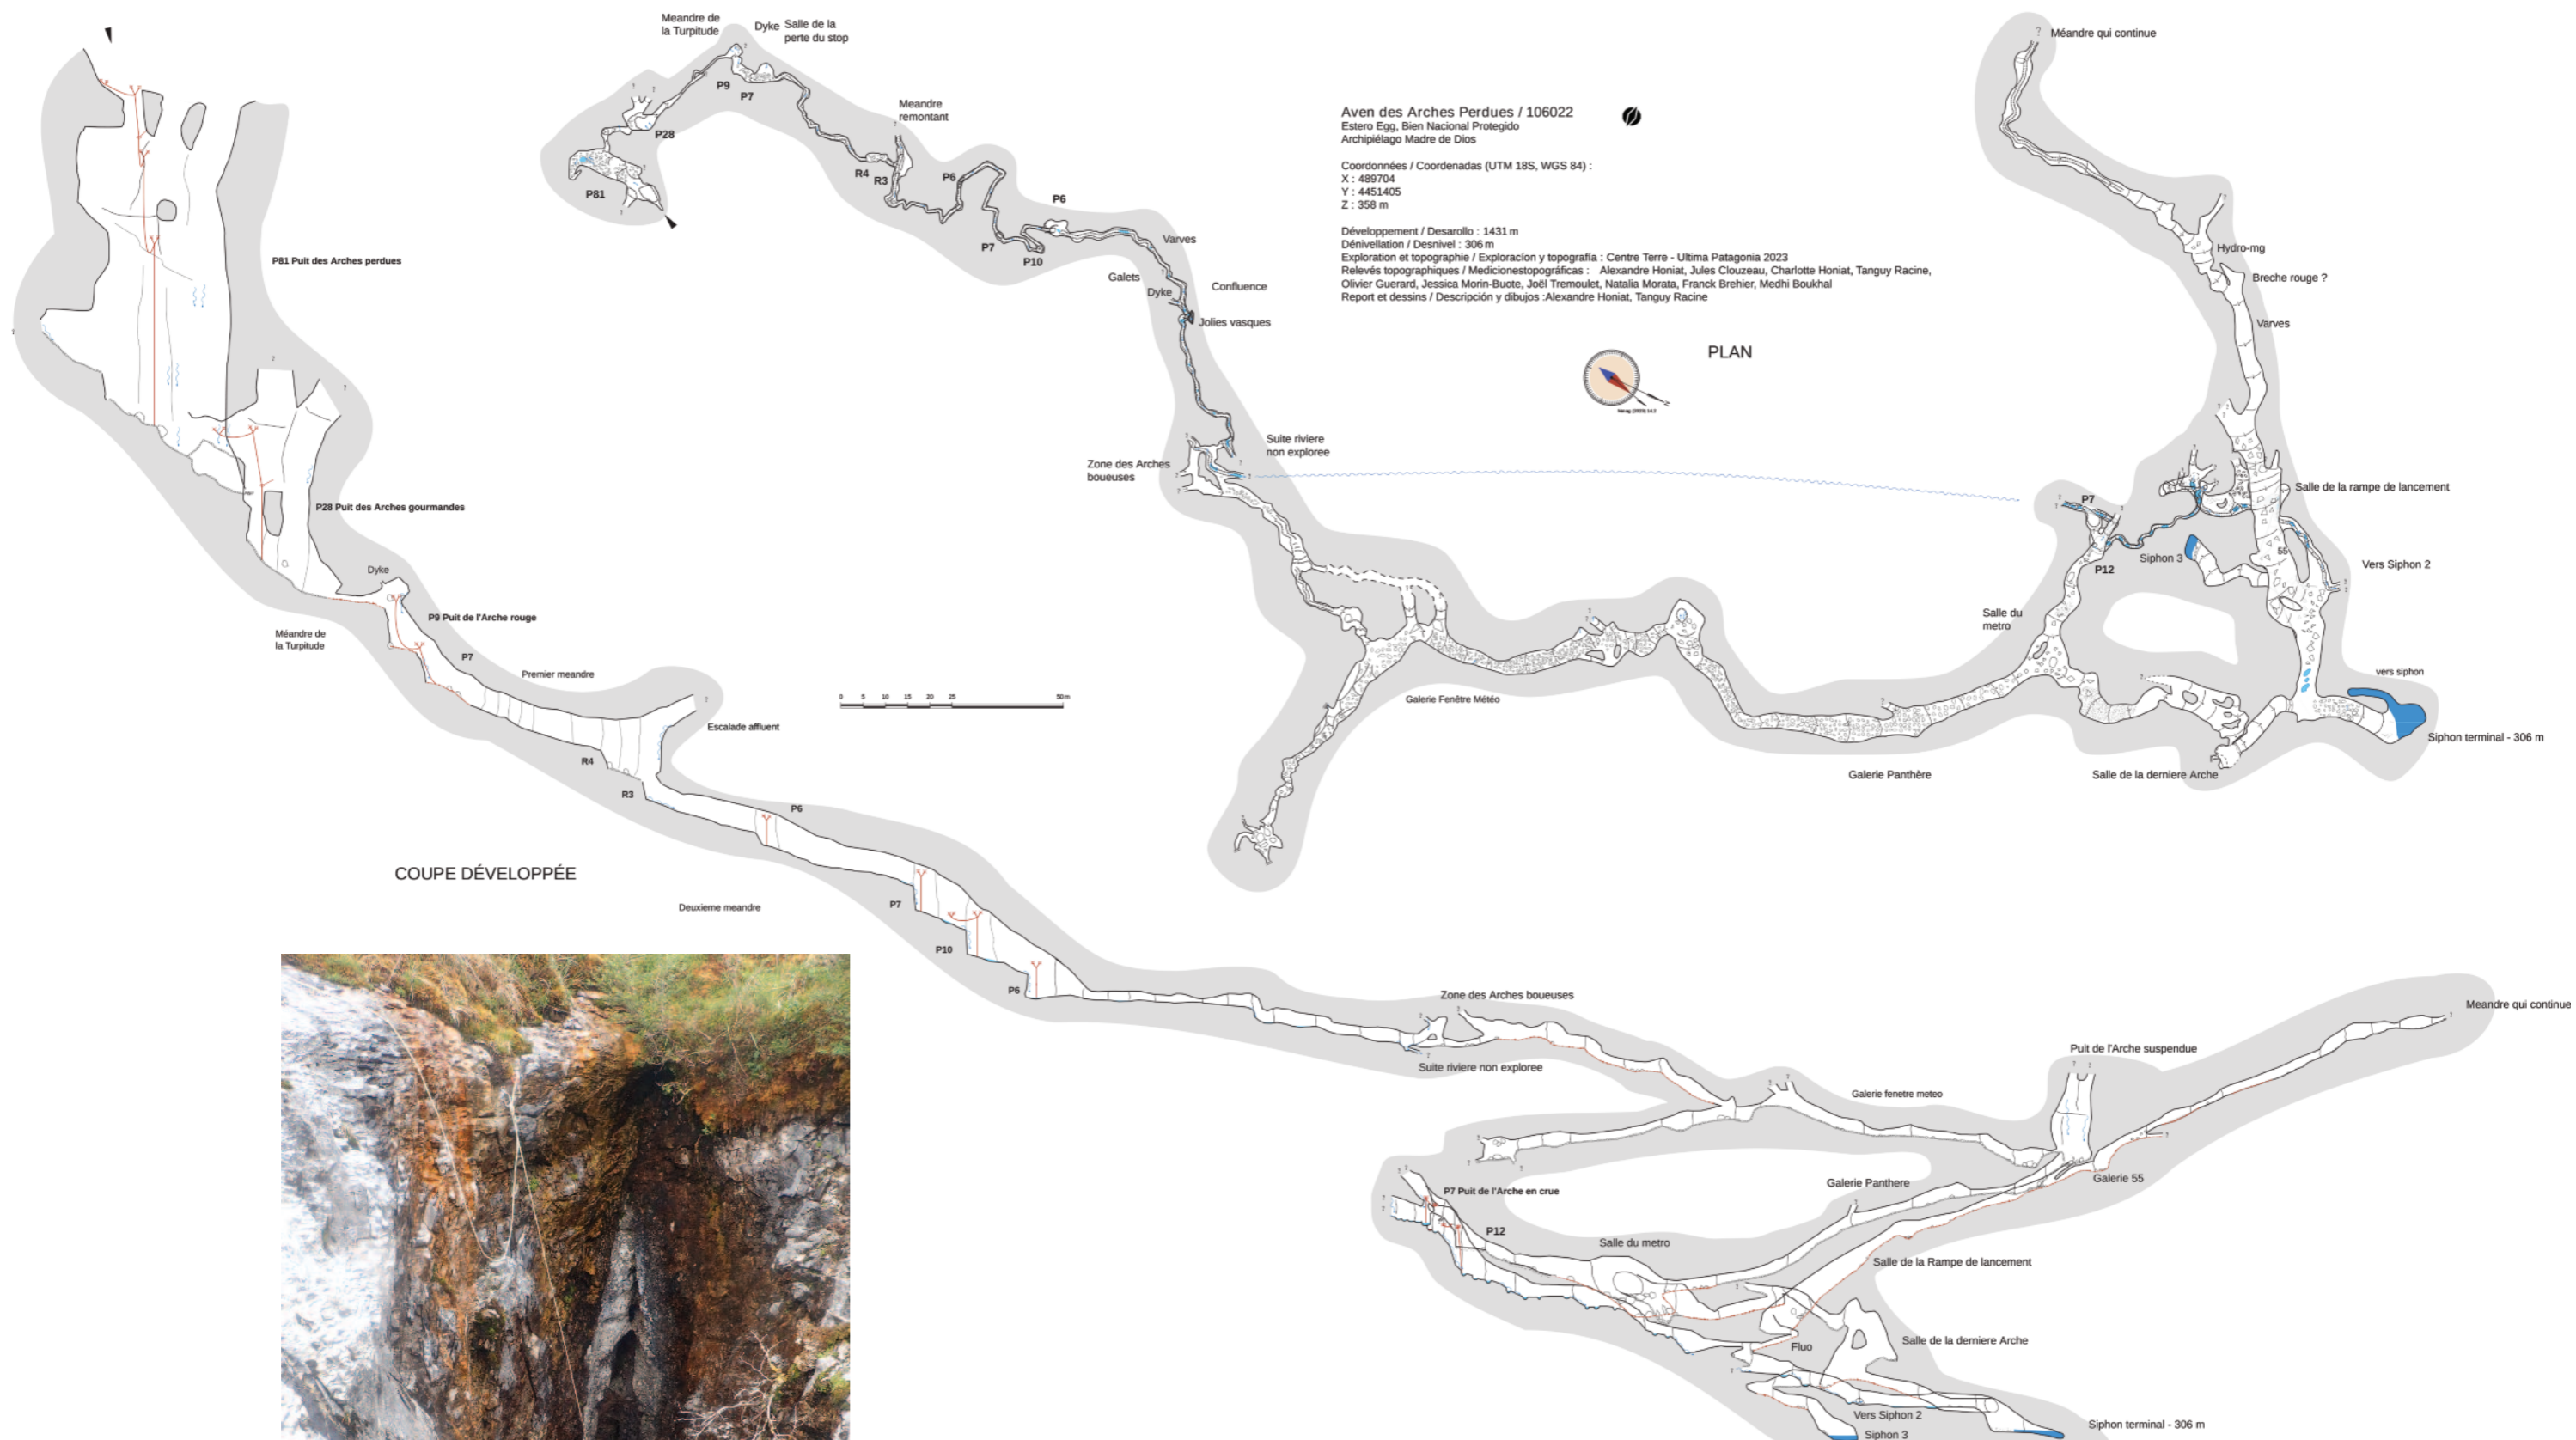 Meandre de
la Turpitude
Dyke
Salle de la
perte du stop
P9
P7
P28
P81
Meandre
remontant
R4
R3
P6
P7
P10
P6
Varves
Galets
Dyke
Confluence
Jolies vasques
Suite riviere
non exploree
Zone des Arches
boueuses
Aven des Arches Perdues / 106022
Estero Egg, Bien Nacional Protegido
Archipiélago Madre de Dios
Coordonnées / Coordenadas (UTM 18S, WGS 84) :
X : 489704
Y : 4451405
Z : 358 m
Développement / Desarollo : 1431 m
Dénivellation / Desnivel : 306 m
Exploration et topographie / Exploracíon y topografía : Centre Terre - Ultima Patagonia 2023
Relevés topographiques / Medicionestopográficas : Alexandre Honiat, Jules Clouzeau, Charlotte Honiat, Tanguy Racine,
Olivier Guerard, Jessica Morin-Buote, Joël Tremoulet, Natalia Morata, Franck Brehier, Medhi Boukhal
Report et dessins / Descripción y dibujos :Alexandre Honiat, Tanguy Racine
PLAN
N
Méandre qui continue
Hydro-mg
Breche rouge ?
Varves
Salle de la rampe de lancement
P7
Siphon 3
55
P12
Vers Siphon 2
Salle du
metro
vers siphon
Siphon terminal - 306 m
Galerie Fenêtre Météo
Galerie Panthère
Salle de la derniere Arche
P81 Puit des Arches perdues
P28 Puit des Arches gourmandes
Dyke
P9 Puit de l'Arche rouge
Méandre de
la Turpitude
P7
Premier meandre
0 5 10 15 20 25 50m
Escalade affluent
R4
R3
P6
COUPE DÉVELOPPÉE
Deuxieme meandre
P7
P10
P6
Zone des Arches boueuses
Suite riviere non exploree
Meandre qui continue
Puit de l'Arche suspendue
Galerie fenetre meteo
Galerie 55
Galerie Panthere
P7 Puit de l'Arche en crue
P12
Salle du metro
Salle de la Rampe de lancement
Fluo
Salle de la derniere Arche
Vers Siphon 2
Siphon 3
Siphon terminal - 306 m